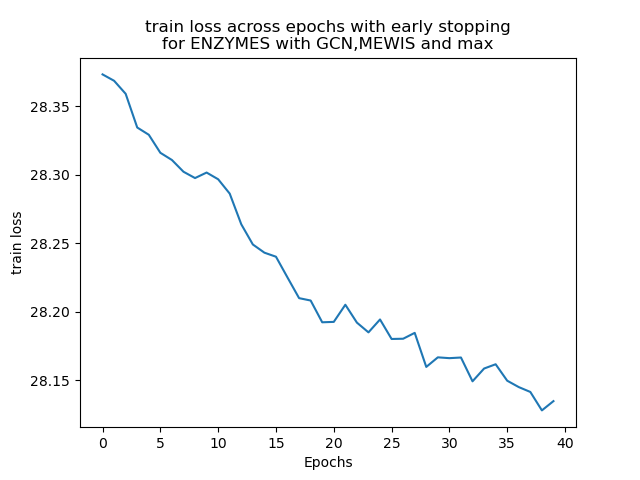 train loss across epochs with early stopping
for ENZYMES with GCN,MEWIS and max
28.35
28.30
28.25
28.20
28.15
train loss
0 5 10 15 20 25 30 35 40
Epochs